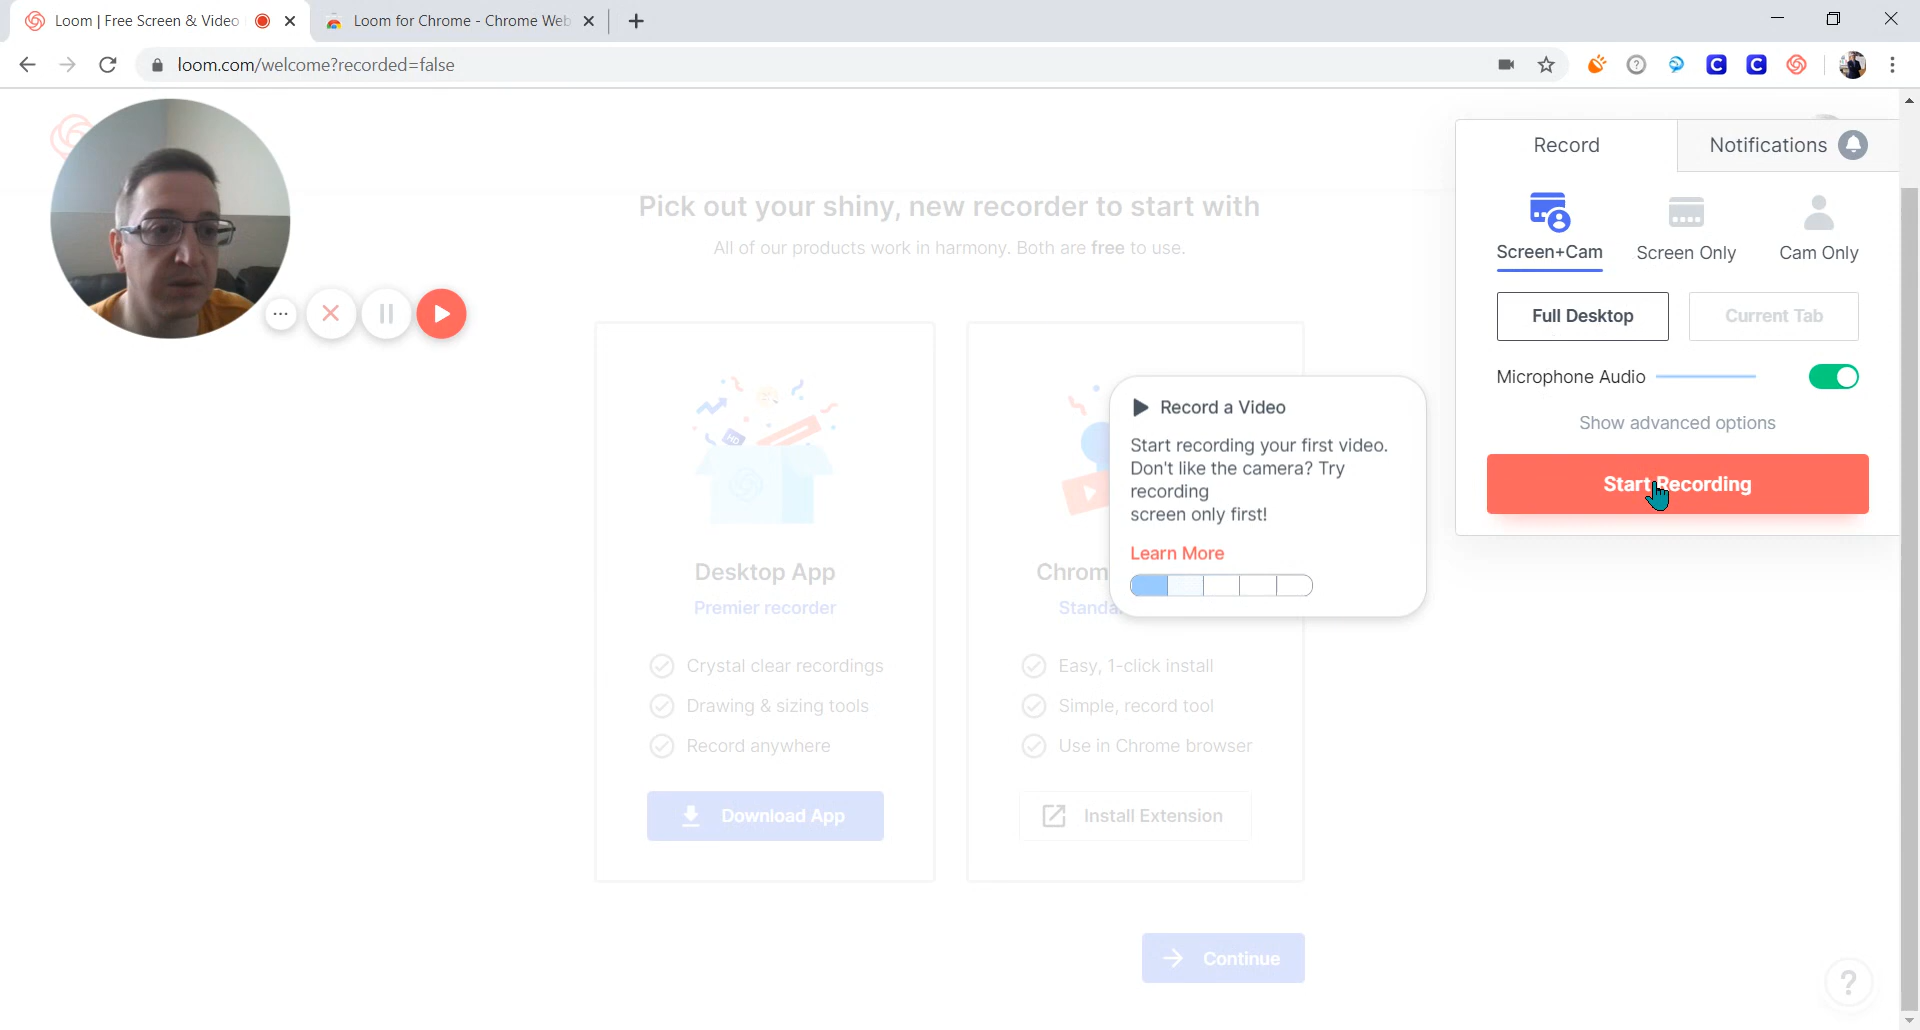 Loom | Free Screen & Video
Loom for Chrome - Chrome Web
loom.com/welcome?recorded=false
Record
Notifications
Screen+Cam
Screen Only
Cam Only
Full Desktop
Current Tab
Microphone Audio
Show advanced options
Start Recording
Pick out your shiny, new recorder to start with
All of our products work in harmony. Both are free to use.
Record a Video
Start recording your first video.
Don't like the camera? Try
recording
screen only first!
Learn More
HD
Desktop App
Premier recorder
Crystal clear recordings
Drawing & sizing tools
Record anywhere
Download App
Chrom
Standa
Easy, 1-click install
Simple, record tool
Use in Chrome browser
Install Extension
Continue
?